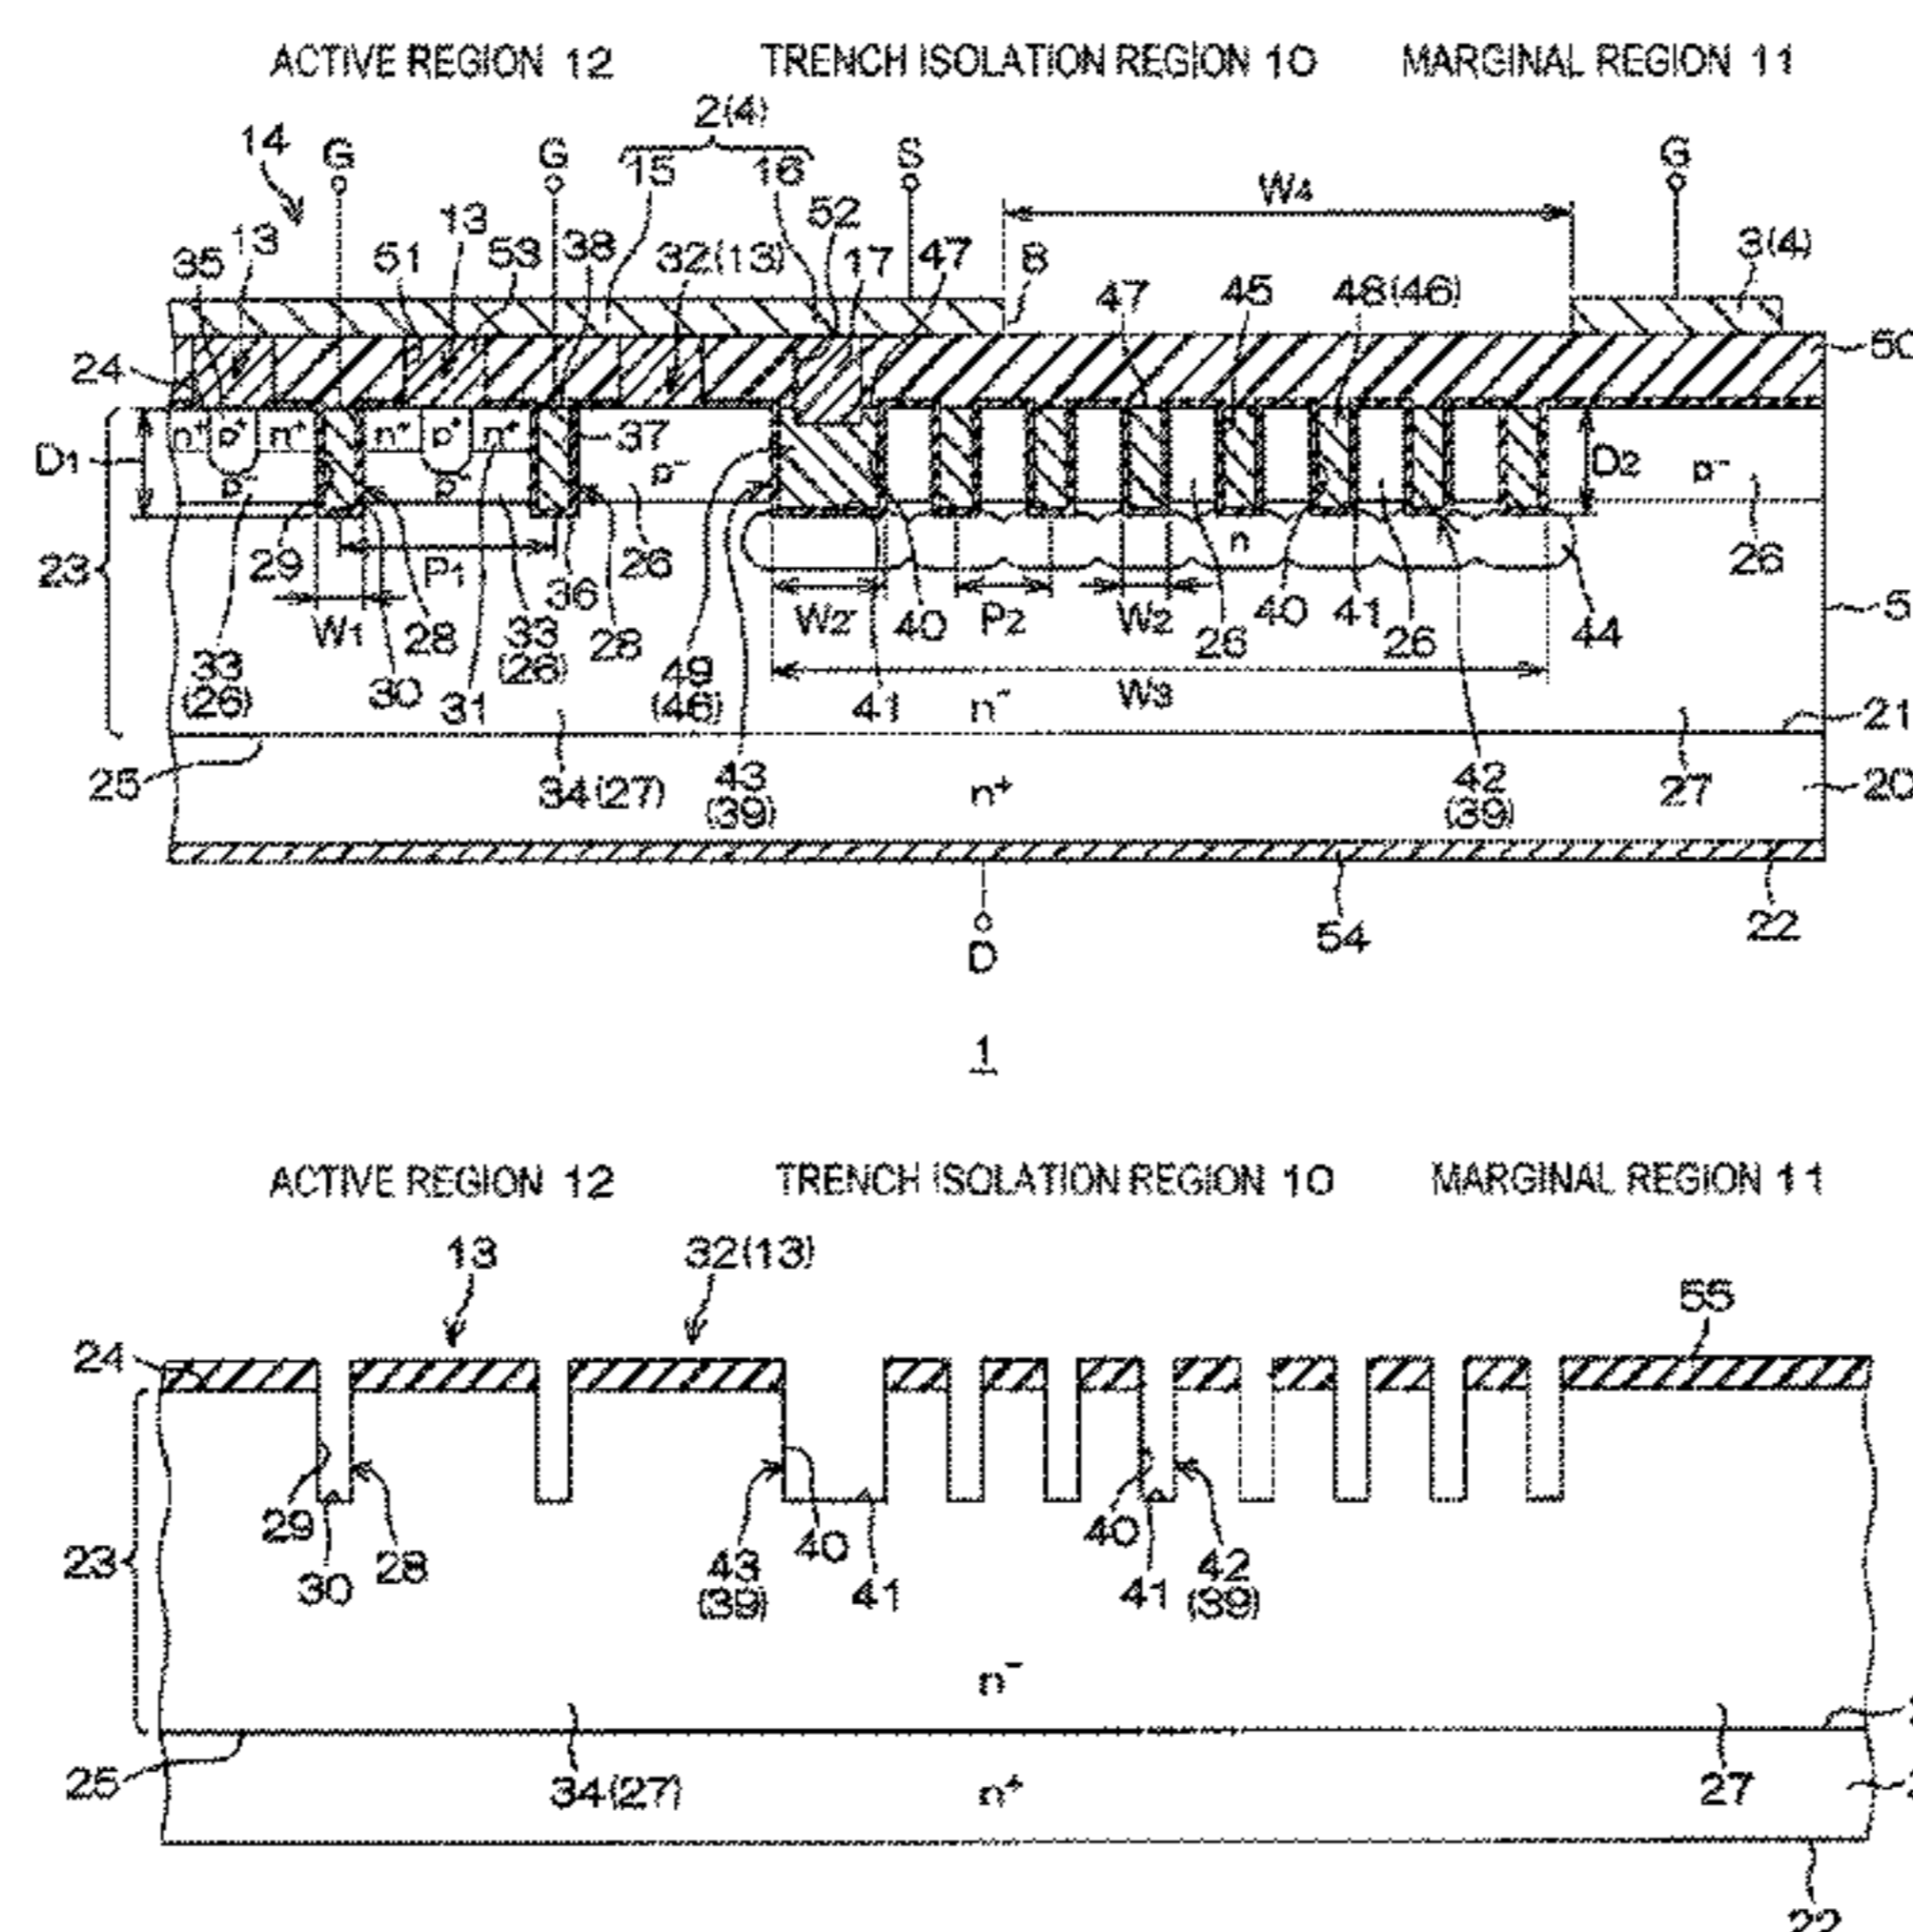 ACTIVE REGION 12 TRENCH ISOLATION REGION 10 MARGINAL REGION 11
2(4)
14 G G 15 16 S W4 G
52
35 13 51 13 53 38 32(13) 17 47 8 47 45 48(46) 3(4)
24 50
n+ p+ n+ n+ p+ n+ 37 p- D2 p-
D1 p- p- 26
23 29 P1 36 26 n 26
W1 28 33 (26) 28 W2' 40 P2 W2 26 40 41 26 44 5
33 (26) 30 31 49 (46) 41 n- W3
21
25 34(27) 43 (39) n+ 42 (39) 27 20
54 22
D
1
ACTIVE REGION 12 TRENCH ISOLATION REGION 10 MARGINAL REGION 11
13 32(13) 55
24
29 40 40
23 30 28 43 (39) 41 41 42 (39)
n-
25 34(27) n+ 27
22